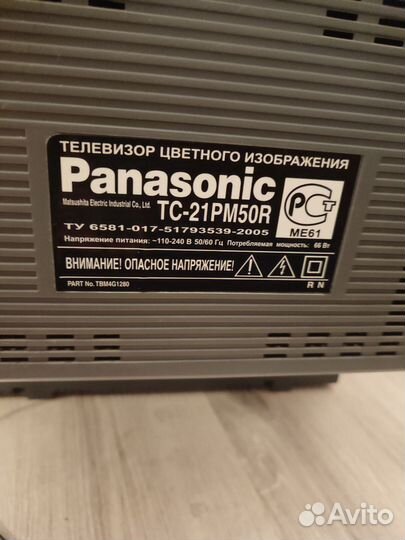 ТЕЛЕВИЗОР ЦВЕТНОГО ИЗОБРАЖЕНИЯ
Panasonic
Matsushita Electric Industrial Co., Ltd.
TC-21PM50R
РСТ
МЕ61
ТУ 6581-017-51793539-2005
Напряжение питания: ~110-240 В 50/60 Гц Потребляемая мощность: 66 Вт
ВНИМАНИЕ! ОПАСНОЕ НАПРЯЖЕНИЕ!
R N
PART No. TBM4G1280
Avito